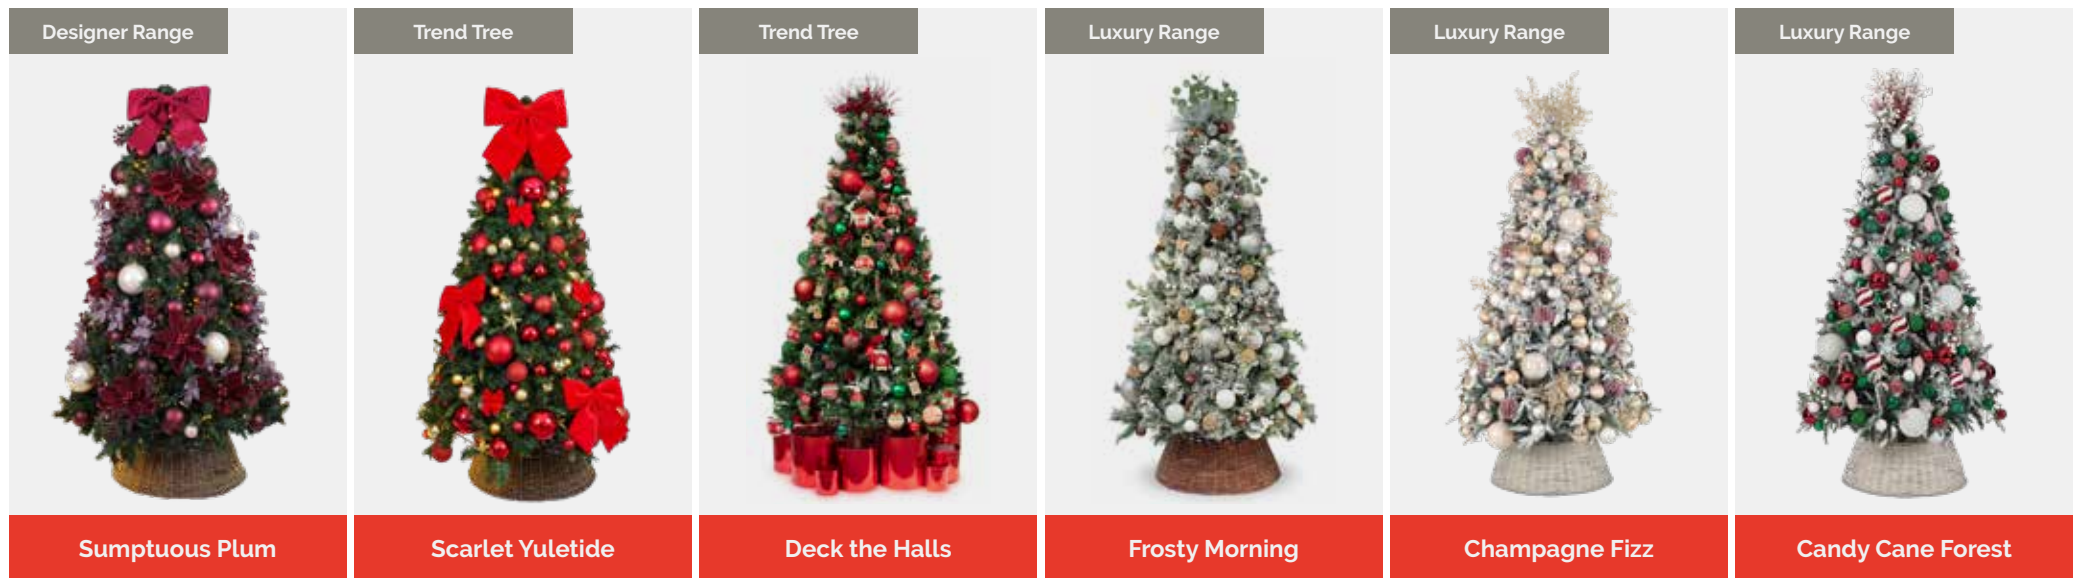 Designer Range
Trend Tree
Trend Tree
Luxury Range
Luxury Range
Luxury Range
Sumptuous Plum
Scarlet Yuletide
Deck the Halls
Frosty Morning
Champagne Fizz
Candy Cane Forest